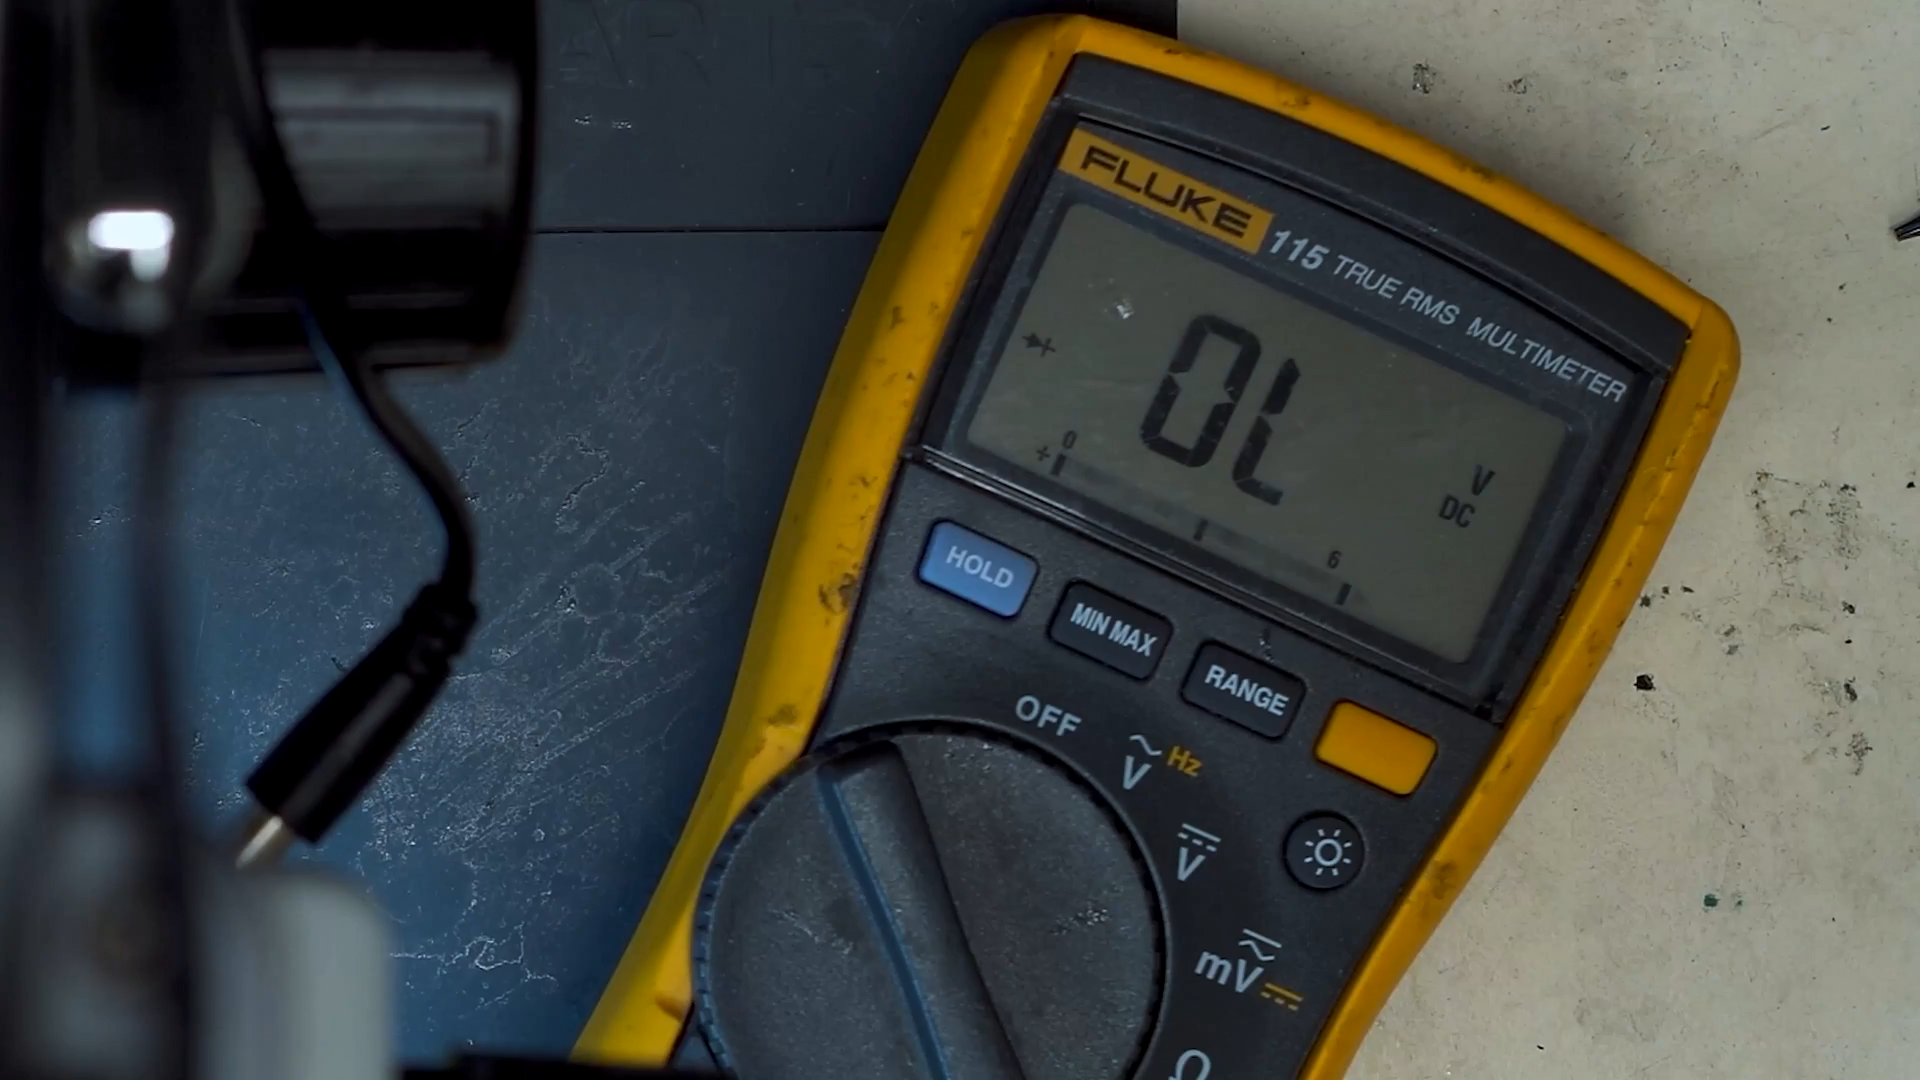 FLUKE
115 TRUE RMS MULTIMETER
OL
V
DC
+ 0
6
HOLD
MIN MAX
RANGE
OFF
V Hz
V
mV
Ω